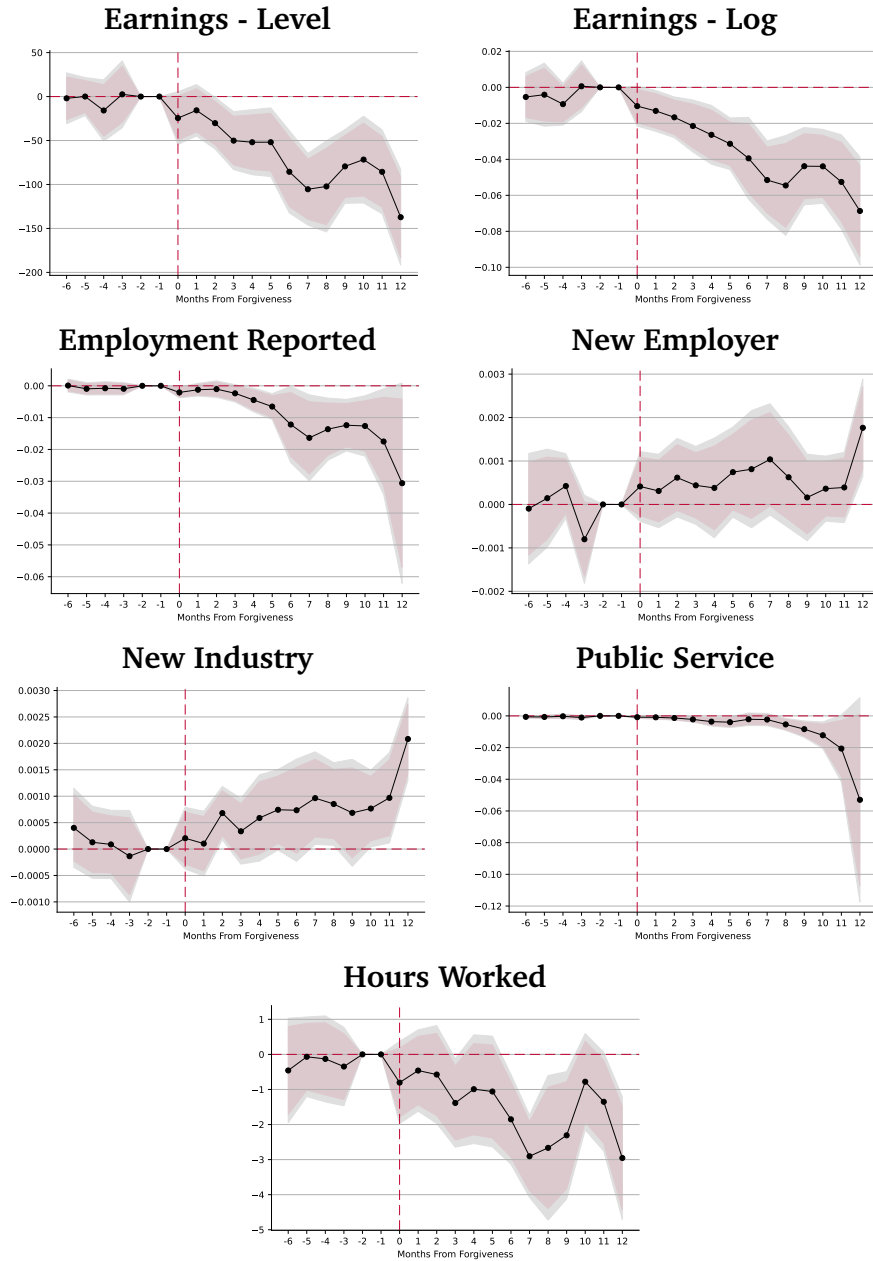 Earnings - Level
50
0
−50
−100
−150
−200
-6 -5 -4 -3 -2 -1 0 1 2 3 4 5 6 7 8 9 10 11 12
Months From Forgiveness
Earnings - Log
0.02
0.00
−0.02
−0.04
−0.06
−0.08
−0.10
-6 -5 -4 -3 -2 -1 0 1 2 3 4 5 6 7 8 9 10 11 12
Months From Forgiveness
Employment Reported
0.00
−0.01
−0.02
−0.03
−0.04
−0.05
−0.06
-6 -5 -4 -3 -2 -1 0 1 2 3 4 5 6 7 8 9 10 11 12
Months From Forgiveness
New Employer
0.003
0.002
0.001
0.000
−0.001
−0.002
-6 -5 -4 -3 -2 -1 0 1 2 3 4 5 6 7 8 9 10 11 12
Months From Forgiveness
New Industry
0.0030
0.0025
0.0020
0.0015
0.0010
0.0005
0.0000
−0.0005
−0.0010
-6 -5 -4 -3 -2 -1 0 1 2 3 4 5 6 7 8 9 10 11 12
Months From Forgiveness
Public Service
0.00
−0.02
−0.04
−0.06
−0.08
−0.10
−0.12
-6 -5 -4 -3 -2 -1 0 1 2 3 4 5 6 7 8 9 10 11 12
Months From Forgiveness
Hours Worked
1
0
−1
−2
−3
−4
−5
-6 -5 -4 -3 -2 -1 0 1 2 3 4 5 6 7 8 9 10 11 12
Months From Forgiveness